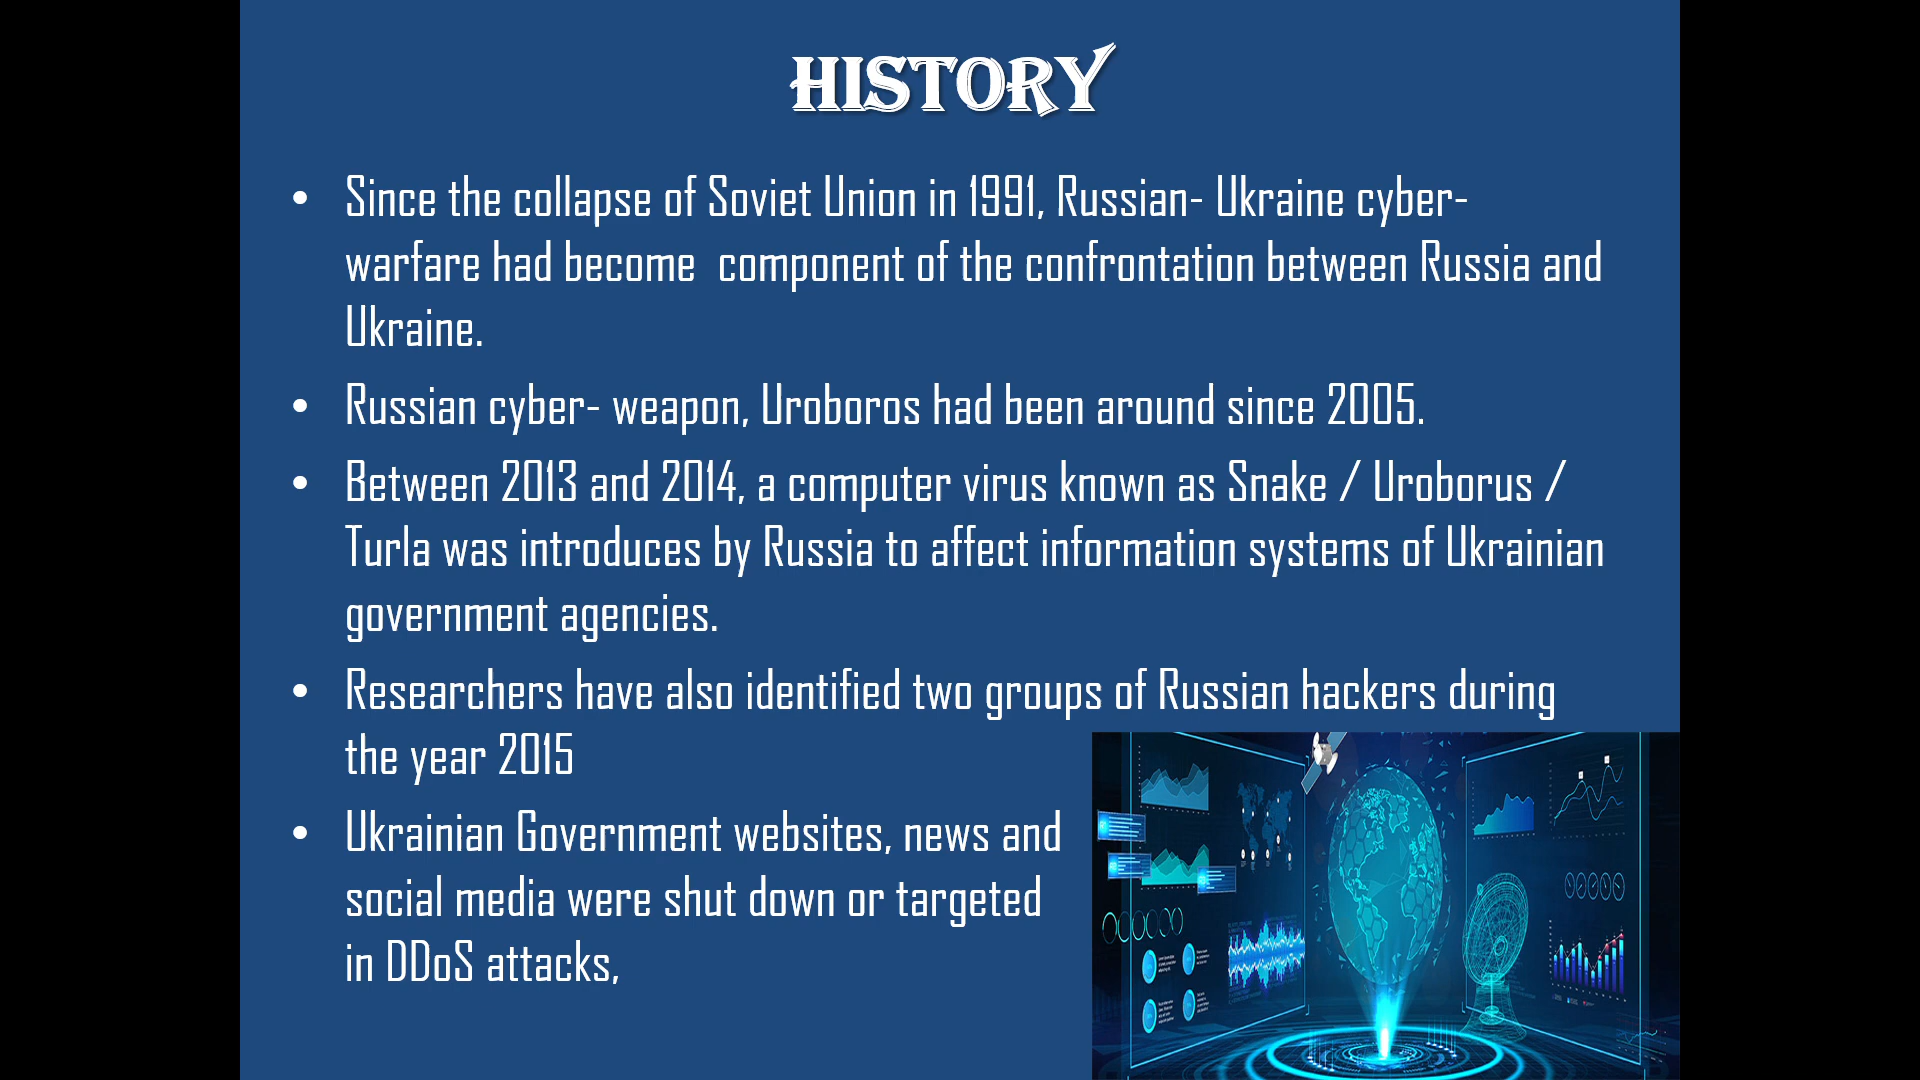 HISTORY
• Since the collapse of Soviet Union in 1991, Russian- Ukraine cyber-
warfare had become  component of the confrontation between Russia and
Ukraine.
• Russian cyber- weapon, Uroboros had been around since 2005.
• Between 2013 and 2014, a computer virus known as Snake / Uroborus /
Turla was introduces by Russia to affect information systems of Ukrainian
government agencies.
• Researchers have also identified two groups of Russian hackers during
the year 2015
• Ukrainian Government websites, news and
social media were shut down or targeted
in DDoS attacks,